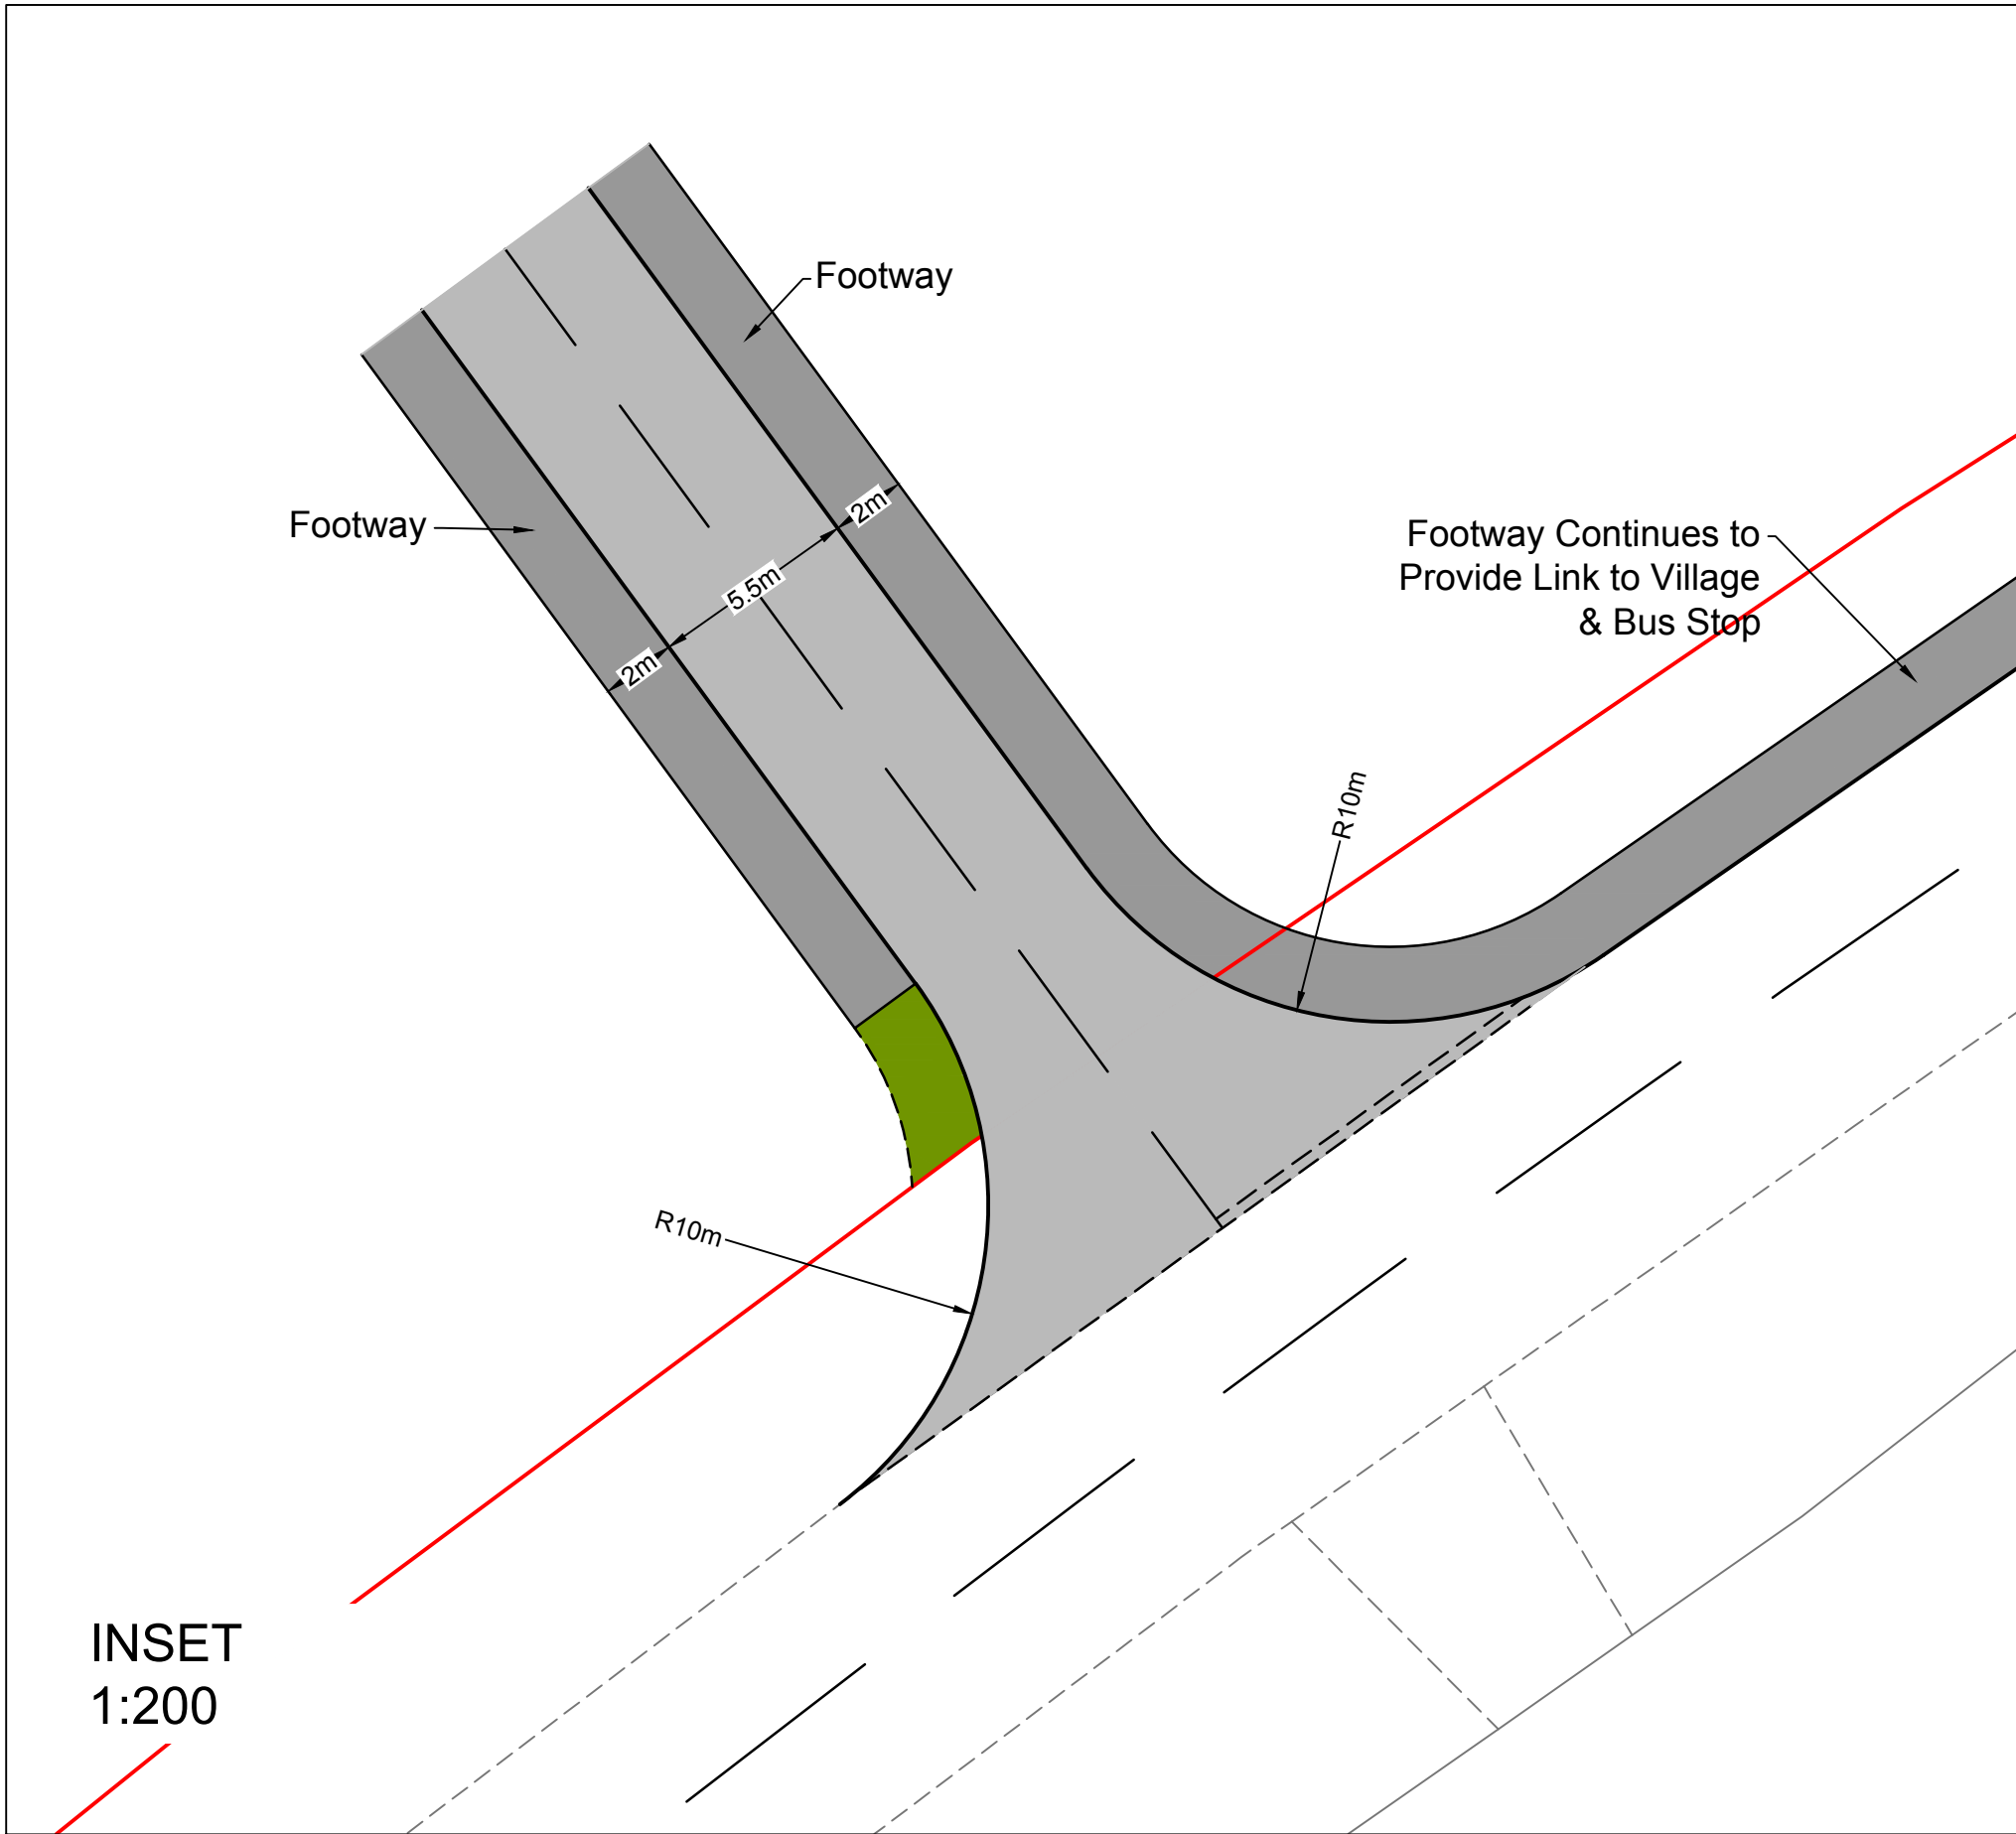 Footway
Footway
2m
5.5m
2m
Footway Continues to
Provide Link to Village
& Bus Stop
R10m
R10m
INSET
1:200